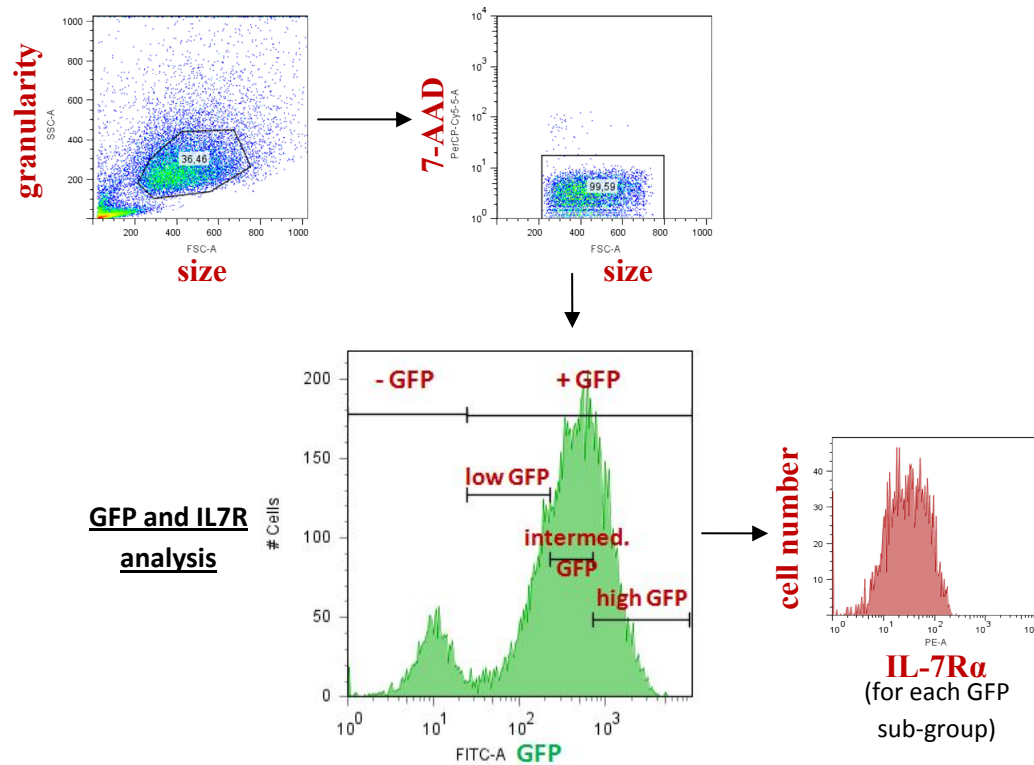 granularity
SSC-A
1000
800
600
400
200
0
36,46
0 200 400 600 800 1000
FSC-A
size
7-AAD
PerCP-Cy5-5-A
10^4
10^3
10^2
10^1
10^0
99,59
200 400 600 800 1000
FSC-A
size
GFP and IL7R
analysis
# Cells
200
150
100
50
0
- GFP
+ GFP
low GFP
intermed.
GFP
high GFP
10^0 10^1 10^2 10^3
FITC-A GFP
cell number
40
30
20
10
10^0 10^1 10^2 10^3 10
PE-A
IL-7Rα
(for each GFP
sub-group)